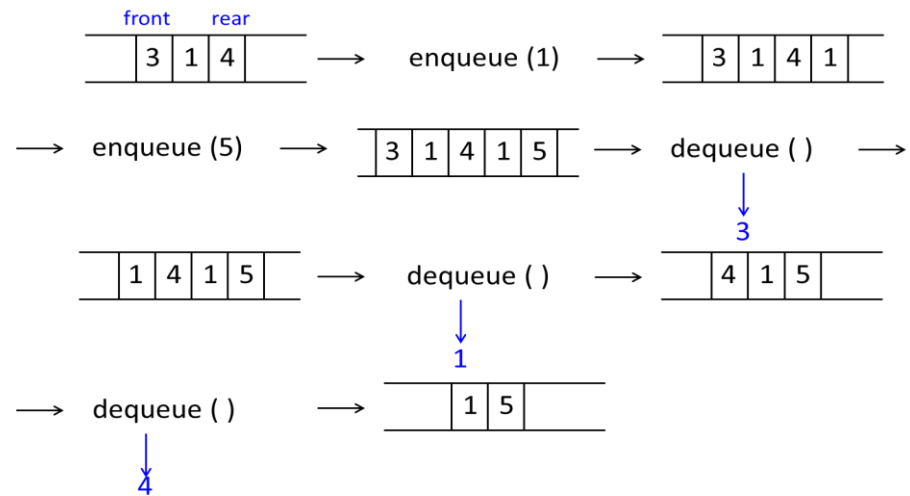 front rear
3 1 4 enqueue (1) 3 1 4 1
enqueue (5) 3 1 4 1 5 dequeue ( )
3
1 4 1 5 dequeue ( ) 4 1 5
1
dequeue ( ) 1 5
4